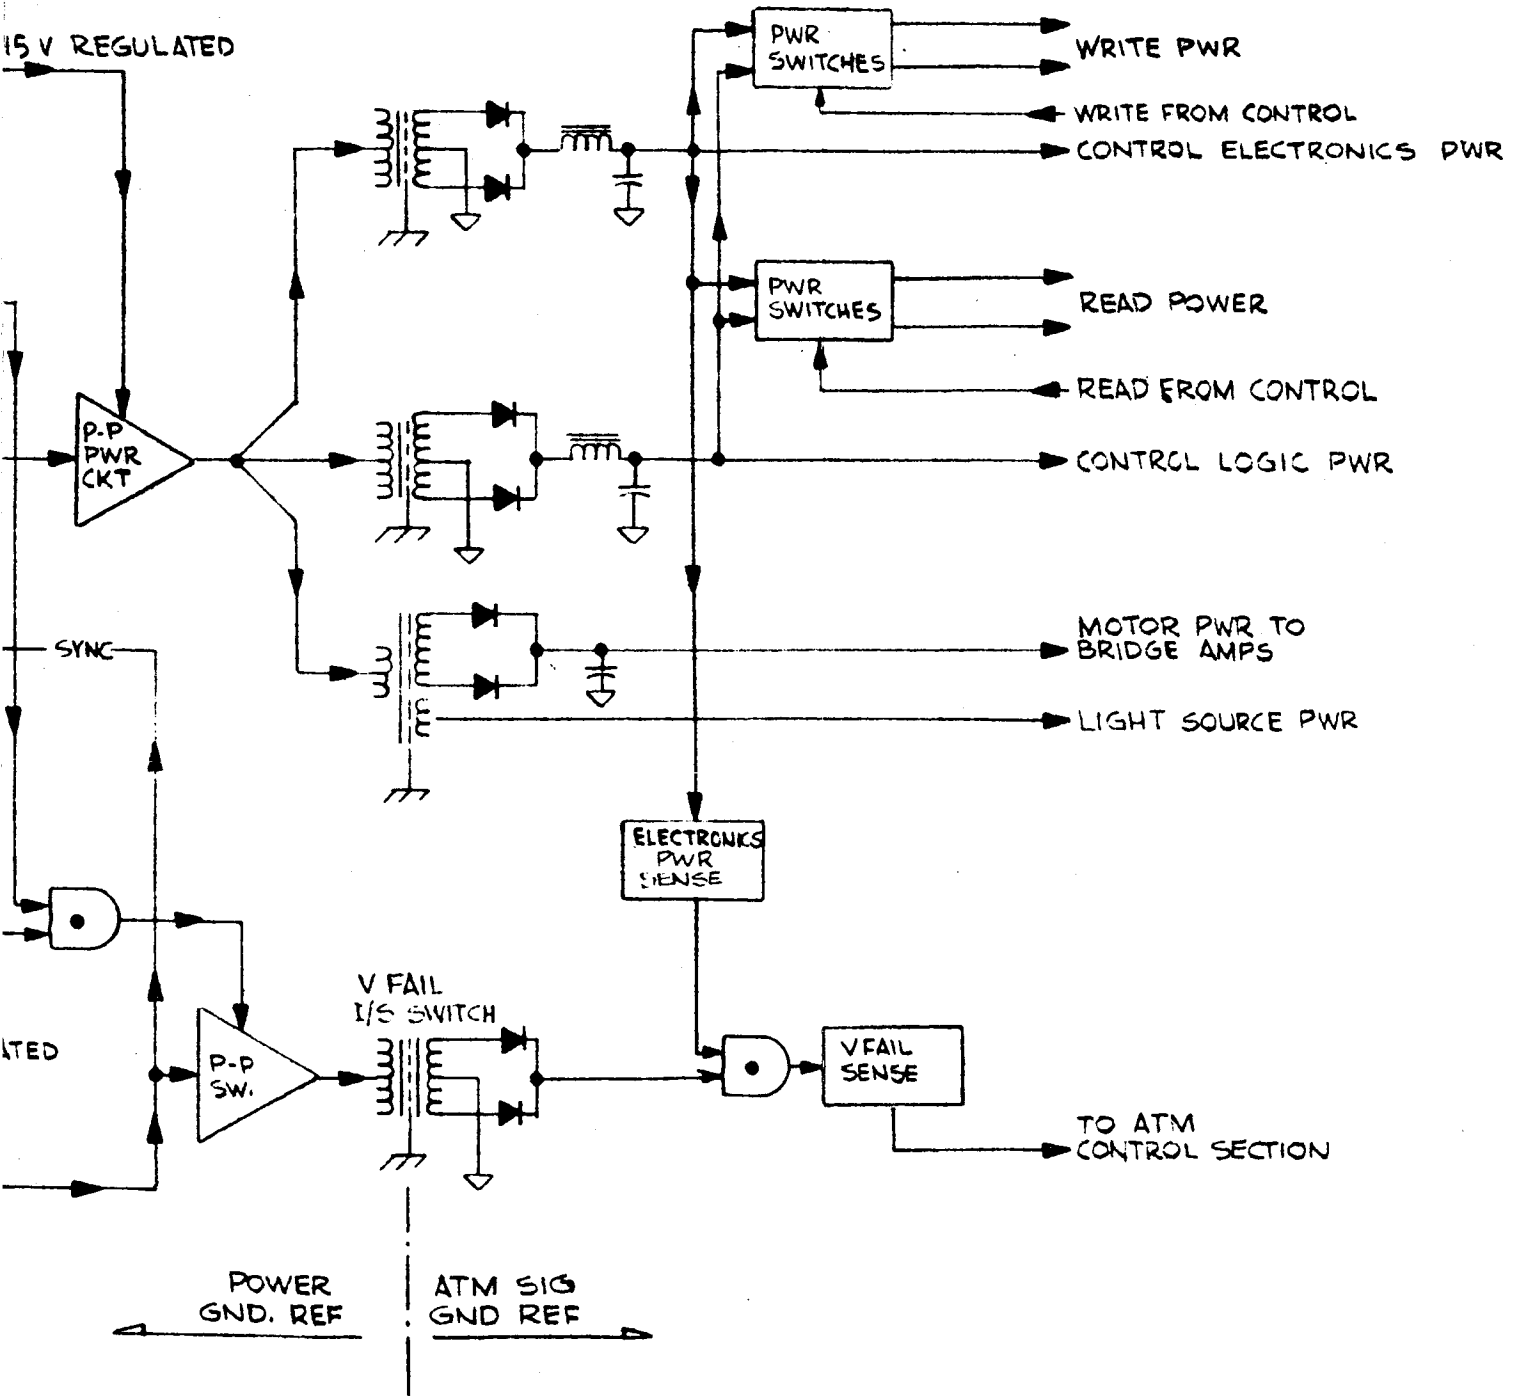 15 V REGULATED
PWR
SWITCHES
WRITE PWR
WRITE FROM CONTROL
CONTROL ELECTRONICS PWR
PWR
SWITCHES
READ POWER
READ FROM CONTROL
P-P
PWR
CKT
CONTROL LOGIC PWR
SYNC
MOTOR PWR TO
BRIDGE AMPS
LIGHT SOURCE PWR
ELECTRONICS
PWR
SENSE
V FAIL
I/S SWITCH
ATED
P-P
SW.
V FAIL
SENSE
TO ATM
CONTROL SECTION
POWER
GND. REF
ATM SIG
GND REF